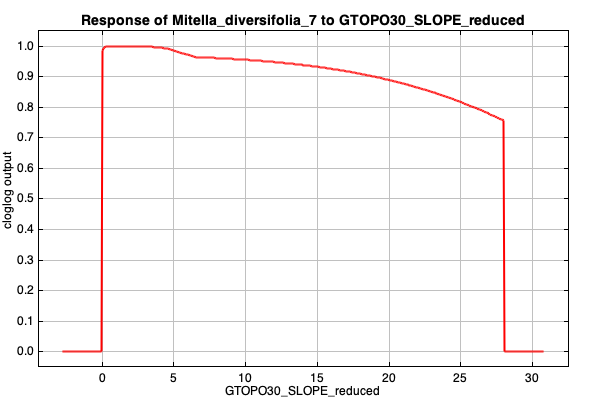 Response of Mitella_diversifolia_7 to GTOPO30_SLOPE_reduced
1.0
0.9
0.8
0.7
0.6
0.5
0.4
0.3
0.2
0.1
0.0
cloglog output
0 5 10 15 20 25 30
GTOPO30_SLOPE_reduced